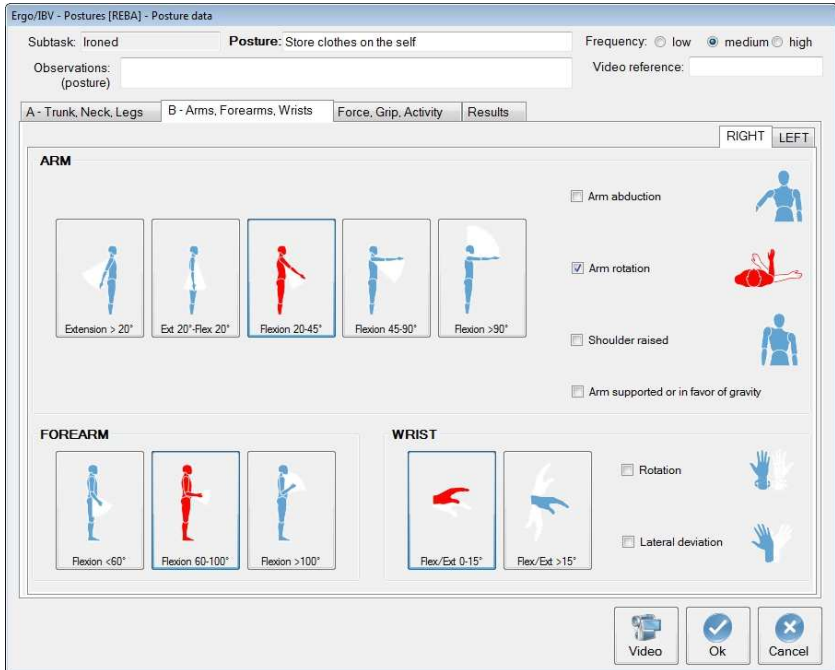 Ergo/IBV - Postures [REBA] - Posture data
Subtask: Ironed Posture: Store clothes on the self Frequency: low medium high
Observations: (posture) Video reference:
A - Trunk, Neck, Legs B - Arms, Forearms, Wrists Force, Grip, Activity Results
RIGHT LEFT
ARM
Arm abduction
Arm rotation
Extension > 20° Ext 20°-Flex 20° Flexion 20-45° Flexion 45-90° Flexion >90°
Shoulder raised
Arm supported or in favor of gravity
FOREARM
Flexion <60° Flexion 60-100° Flexion >100°
WRIST
Rotation
Lateral deviation
Flex/Ext 0-15° Flex/Ext >15°
Video Ok Cancel